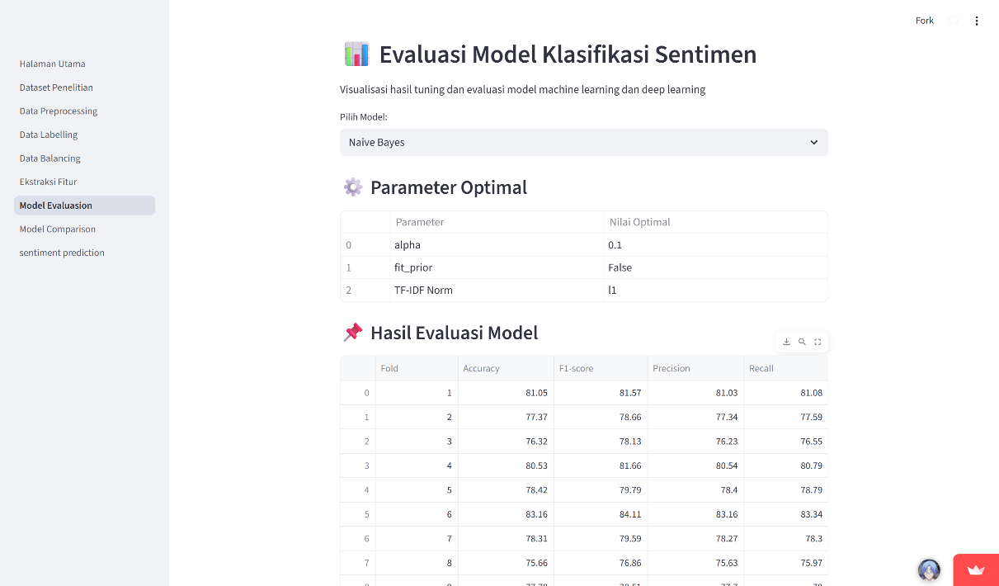 Fork
Halaman Utama
Dataset Penelitian
Data Preprocessing
Data Labelling
Data Balancing
Ekstraksi Fitur
Model Evaluasion
Model Comparison
sentiment prediction
Evaluasi Model Klasifikasi Sentimen
Visualisasi hasil tuning dan evaluasi model machine learning dan deep learning
Pilih Model:
Naive Bayes
Parameter Optimal
Parameter Nilai Optimal
0 alpha 0.1
1 fit_prior False
2 TF-IDF Norm l1
Hasil Evaluasi Model
Fold Accuracy F1-score Precision Recall
0 1 81.05 81.57 81.03 81.08
1 2 77.37 78.66 77.34 77.59
2 3 76.32 78.13 76.23 76.55
3 4 80.53 81.66 80.54 80.79
4 5 78.42 79.79 78.4 78.79
5 6 83.16 84.11 83.16 83.34
6 7 78.31 79.59 78.27 78.3
7 8 75.66 76.86 75.63 75.97